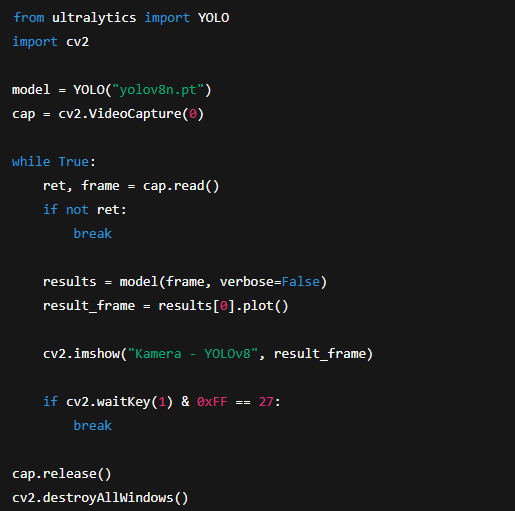 from ultralytics import YOLO
import cv2

model = YOLO("yolov8n.pt")
cap = cv2.VideoCapture(0)

while True:
    ret, frame = cap.read()
    if not ret:
        break

    results = model(frame, verbose=False)
    result_frame = results[0].plot()

    cv2.imshow("Kamera - YOLOv8", result_frame)

    if cv2.waitKey(1) & 0xFF == 27:
        break

cap.release()
cv2.destroyAllWindows()